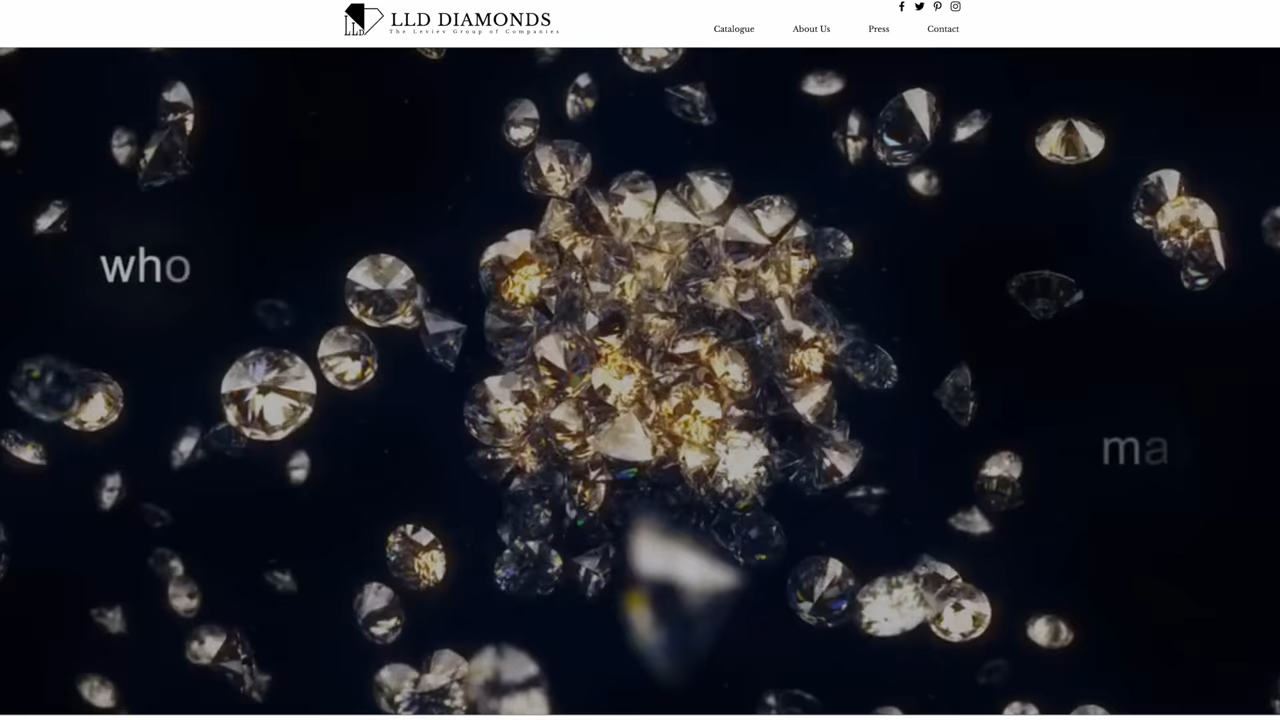 LLD
LLD DIAMONDS
The Leviev Group of Companies
Catalogue
About Us
Press
Contact
who
ma